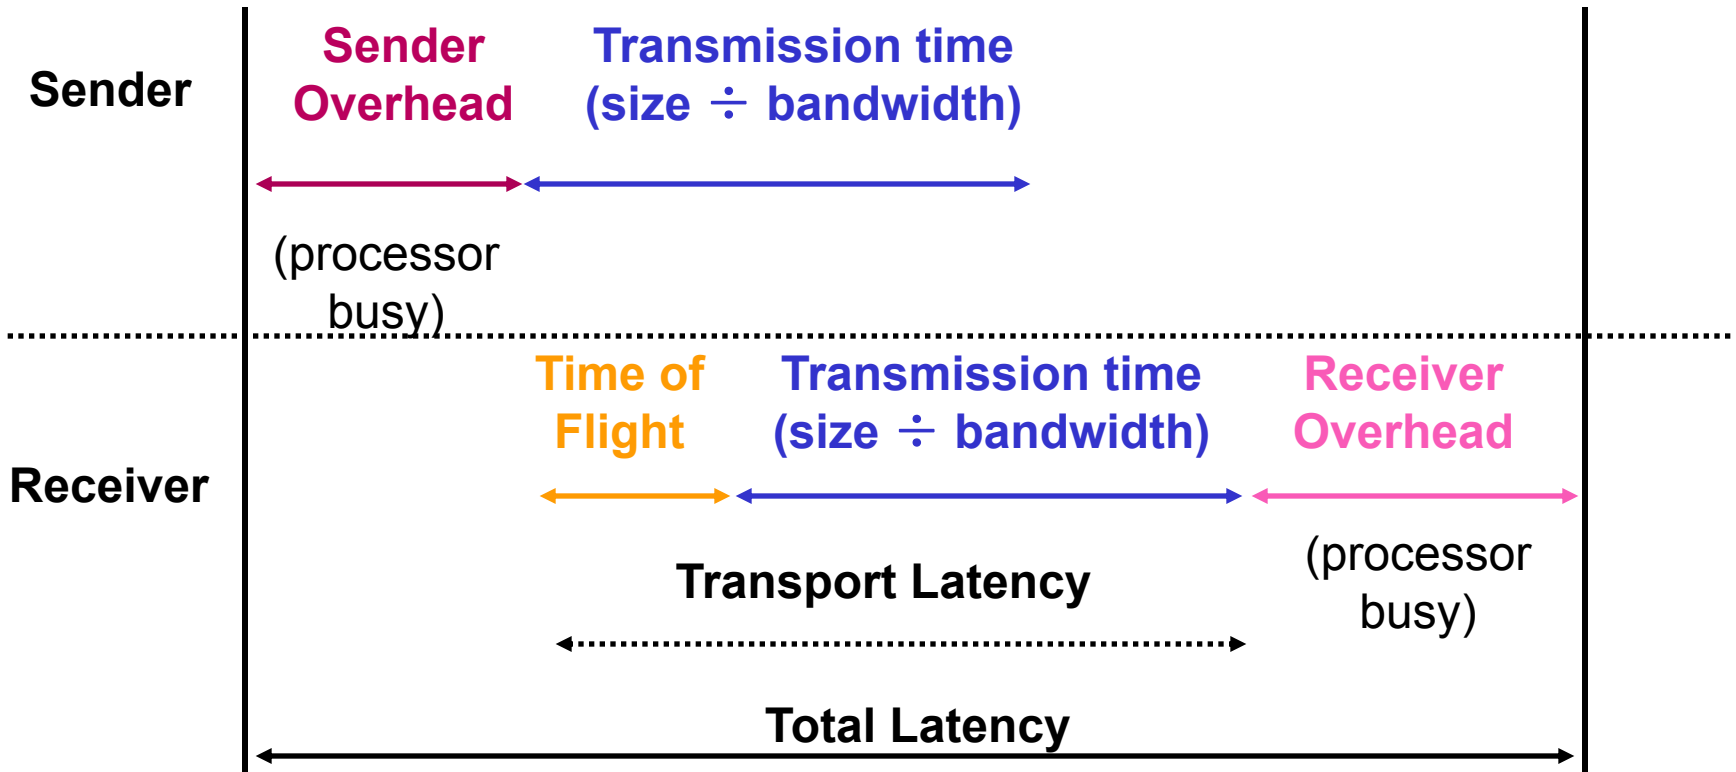 Sender
Sender
Overhead
Transmission time
(size ÷ bandwidth)
(processor
busy)
Receiver
Time of
Flight
Transmission time
(size ÷ bandwidth)
Receiver
Overhead
(processor
busy)
Transport Latency
Total Latency